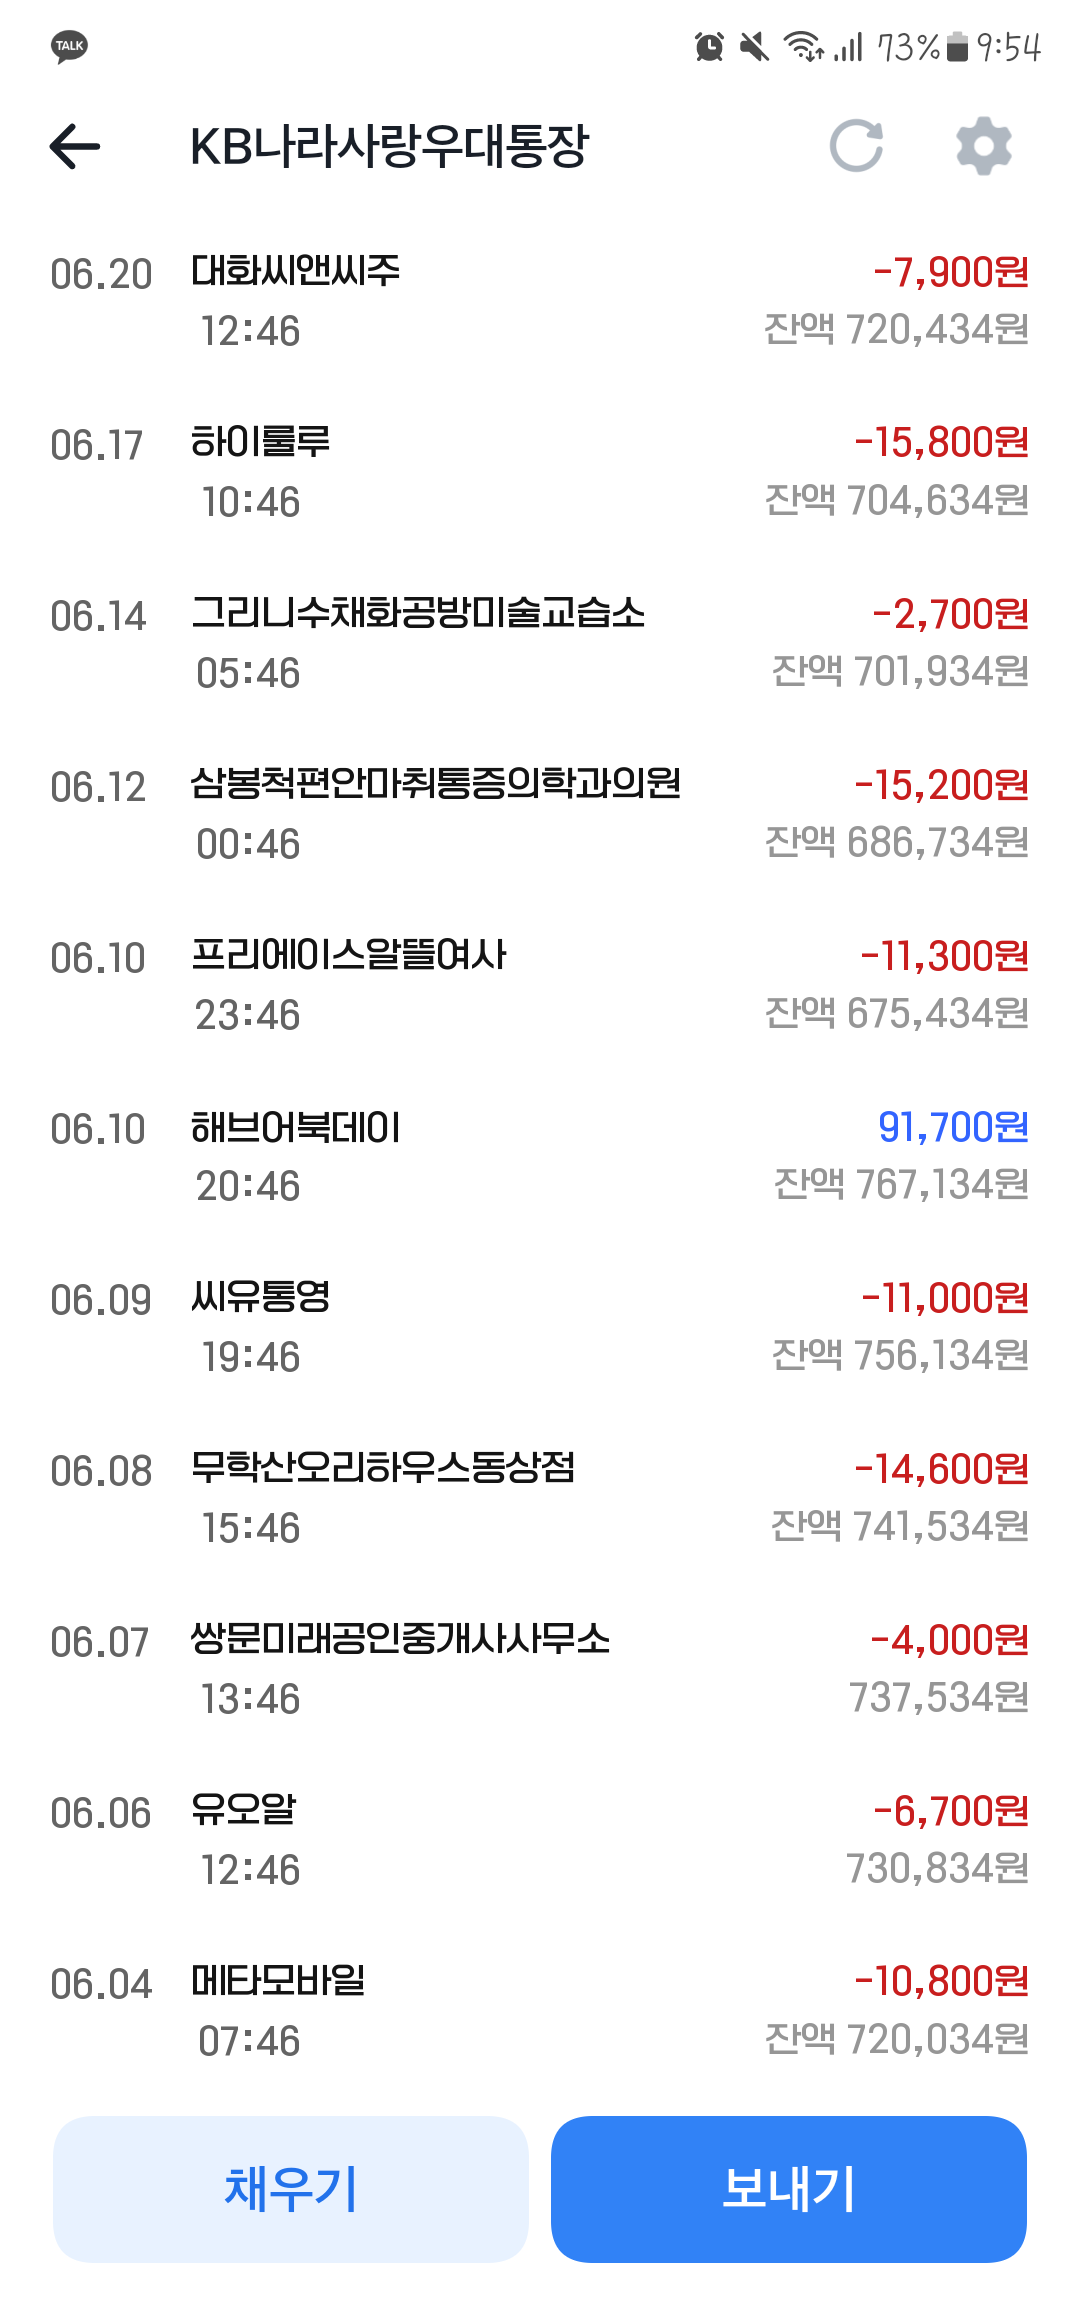 TALK 73% 9:54
KB나라사랑우대통장
06.20 대화씨앤씨주 -7,900원
12:46 잔액 720,434원
06.17 하이룰루 -15,800원
10:46 잔액 704,634원
06.14 그리니수채화공방미술교습소 -2,700원
05:46 잔액 701,934원
06.12 삼봉척편안마취통증의학과의원 -15,200원
00:46 잔액 686,734원
06.10 프리에이스알뜰여사 -11,300원
23:46 잔액 675,434원
06.10 해브어북데이 91,700원
20:46 잔액 767,134원
06.09 씨유통영 -11,000원
19:46 잔액 756,134원
06.08 무학산오리하우스동상점 -14,600원
15:46 잔액 741,534원
06.07 쌍문미래공인중개사사무소 -4,000원
13:46 737,534원
06.06 유오알 -6,700원
12:46 730,834원
06.04 메타모바일 -10,800원
07:46 잔액 720,034원
채우기 보내기